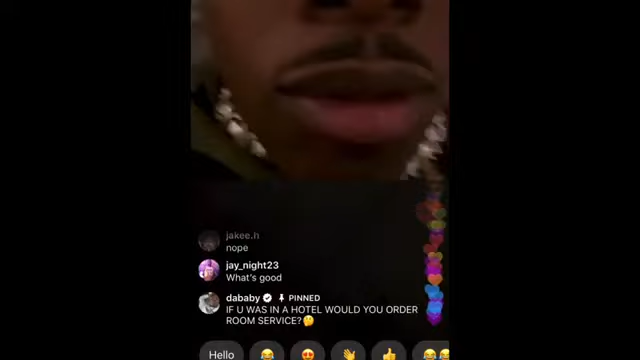 jakee.h
nope
jay_night23
What's good
dababy PINNED
IF U WAS IN A HOTEL WOULD YOU ORDER
ROOM SERVICE?🤔
Hello